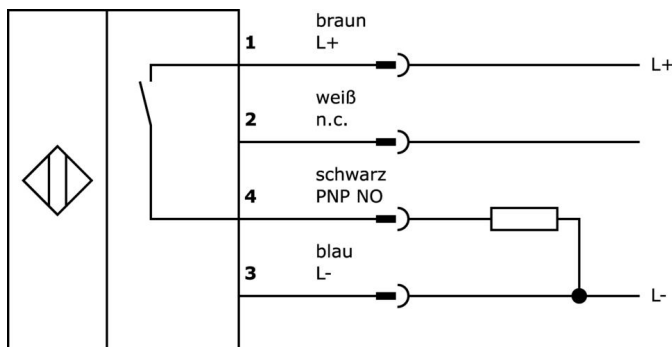 braun
1 L+ L+
weiß
2 n.c.
schwarz
4 PNP NO
blau
3 L- L-